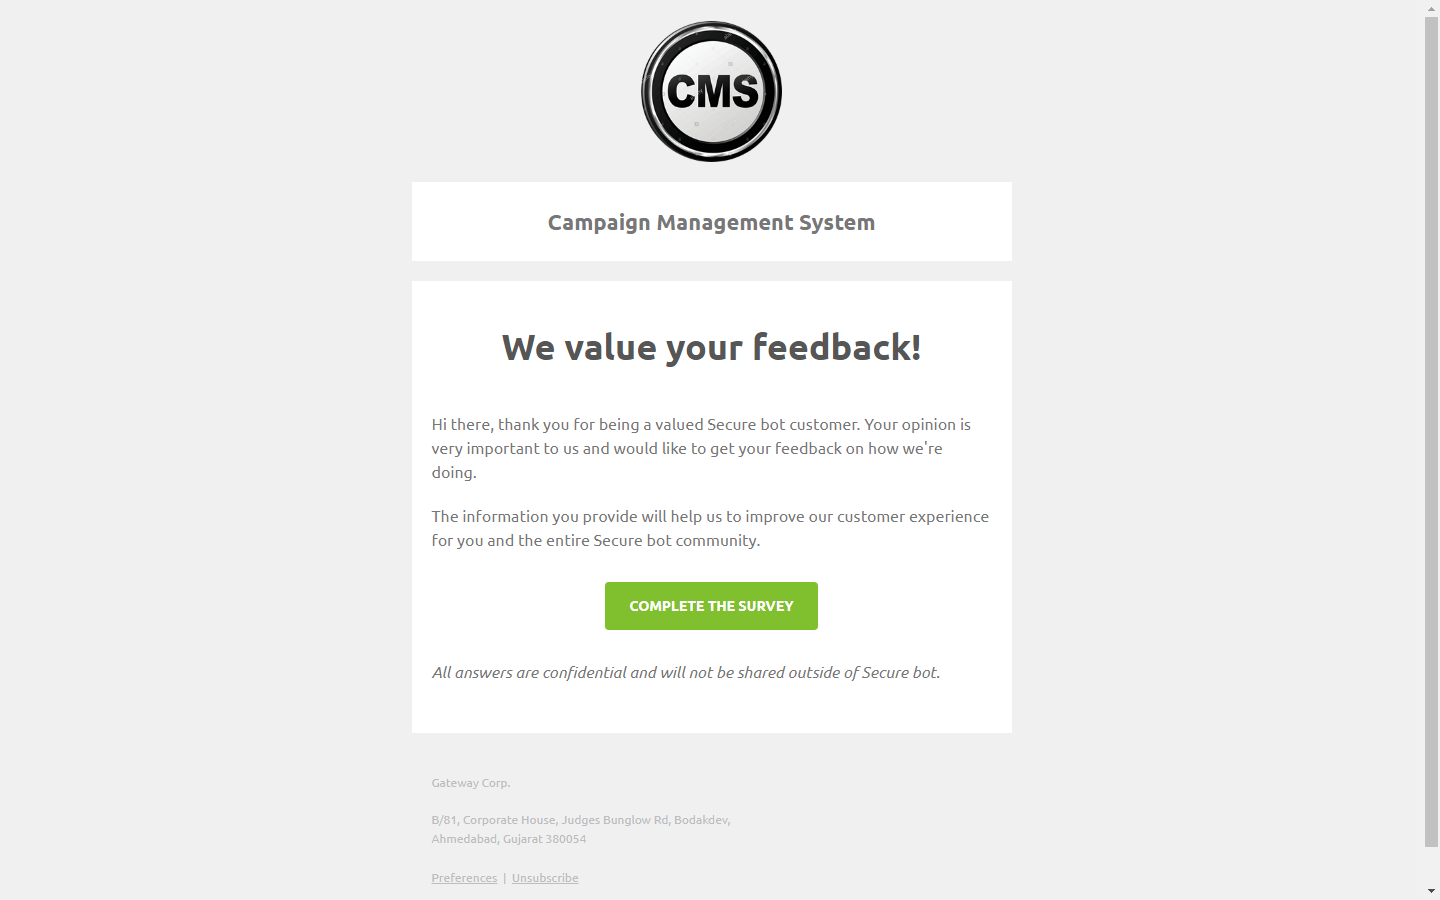 CMS
Campaign Management System
We value your feedback!
Hi there, thank you for being a valued Secure bot customer. Your opinion is
very important to us and would like to get your feedback on how we're
doing.
The information you provide will help us to improve our customer experience
for you and the entire Secure bot community.
COMPLETE THE SURVEY
All answers are confidential and will not be shared outside of Secure bot.
Gateway Corp.
B/81, Corporate House, Judges Bunglow Rd, Bodakdev,
Ahmedabad, Gujarat 380054
Preferences | Unsubscribe